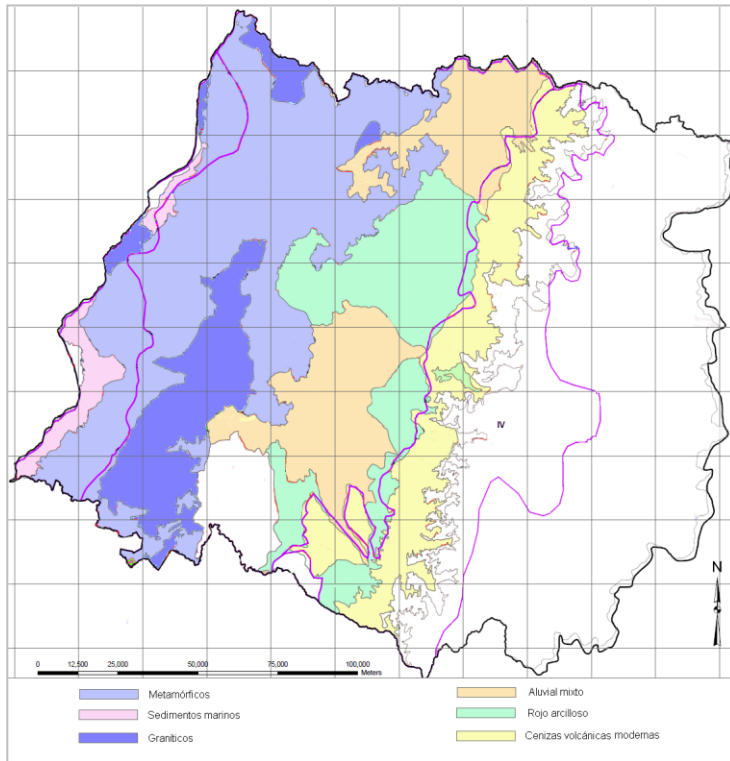 IV
N
0 12,500 25,000 50,000 75,000 100,000
Meters
Metamórficos
Sedimentos marinos
Graníticos
Aluvial mixto
Rojo arcilloso
Cenizas volcánicas modernas